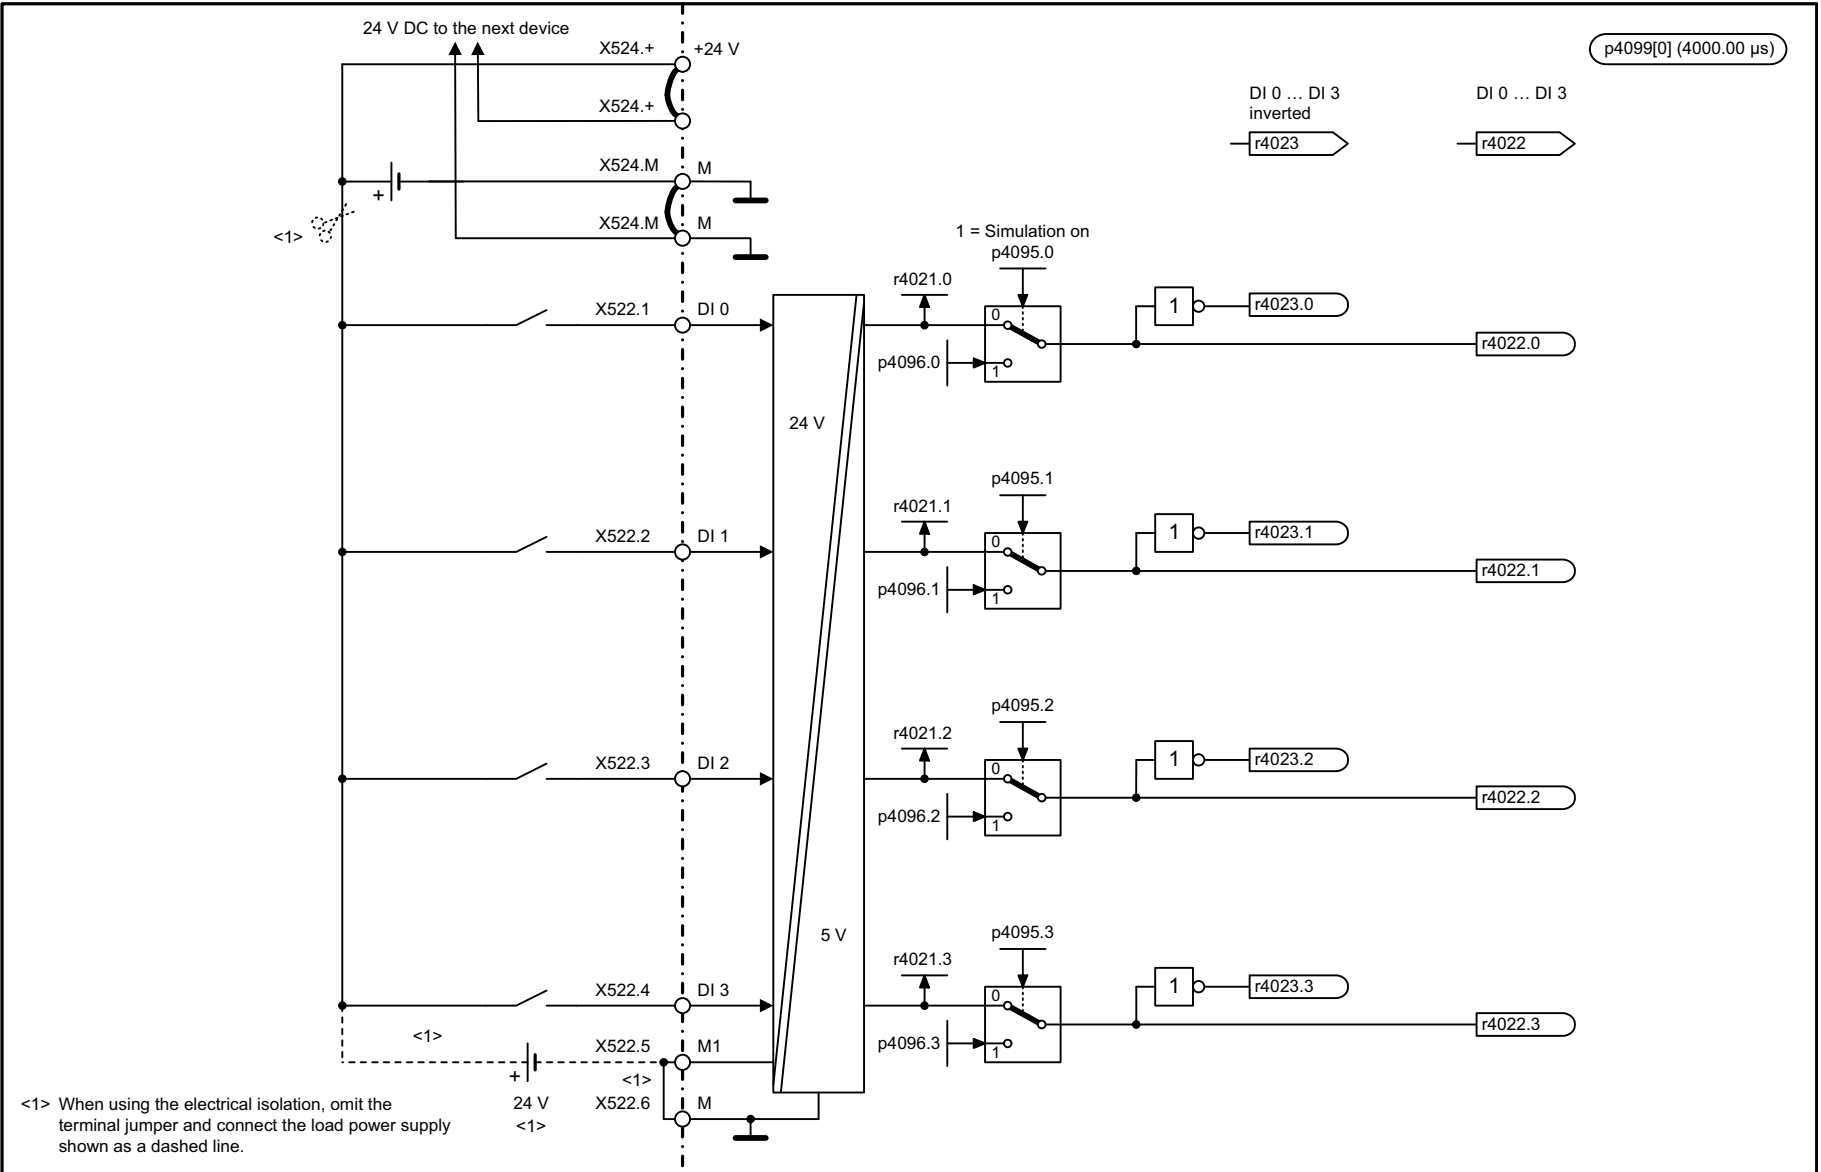 24 V DC to the next device
X524.+
+24 V
p4099[0] (4000.00 µs)
X524.+
DI 0 … DI 3
inverted
DI 0 … DI 3
r4023
r4022
X524.M
M
+
<1>
X524.M
M
1 = Simulation on
p4095.0
r4021.0
X522.1
DI 0
0
1
r4023.0
r4022.0
p4096.0
1
24 V
p4095.1
r4021.1
X522.2
DI 1
0
1
r4023.1
r4022.1
p4096.1
1
p4095.2
r4021.2
X522.3
DI 2
0
1
r4023.2
r4022.2
p4096.2
1
5 V
p4095.3
r4021.3
X522.4
DI 3
0
1
r4023.3
r4022.3
<1>
X522.5
M1
p4096.3
1
+
<1>
24 V
<1>
X522.6
M
<1> When using the electrical isolation, omit the
terminal jumper and connect the load power supply
shown as a dashed line.